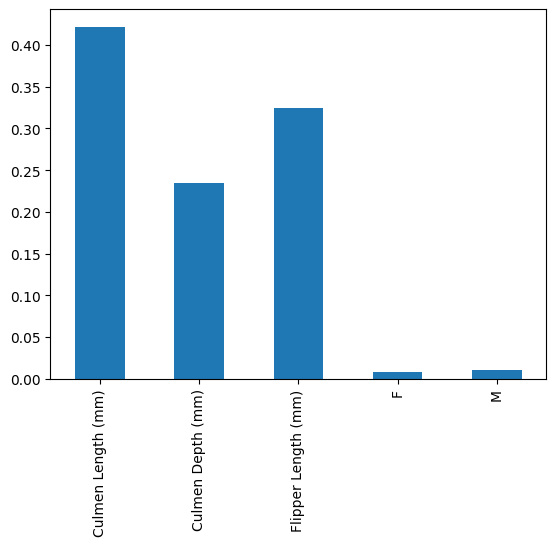 0.40
0.35
0.30
0.25
0.20
0.15
0.10
0.05
0.00
Culmen Length (mm)
Culmen Depth (mm)
Flipper Length (mm)
F
M